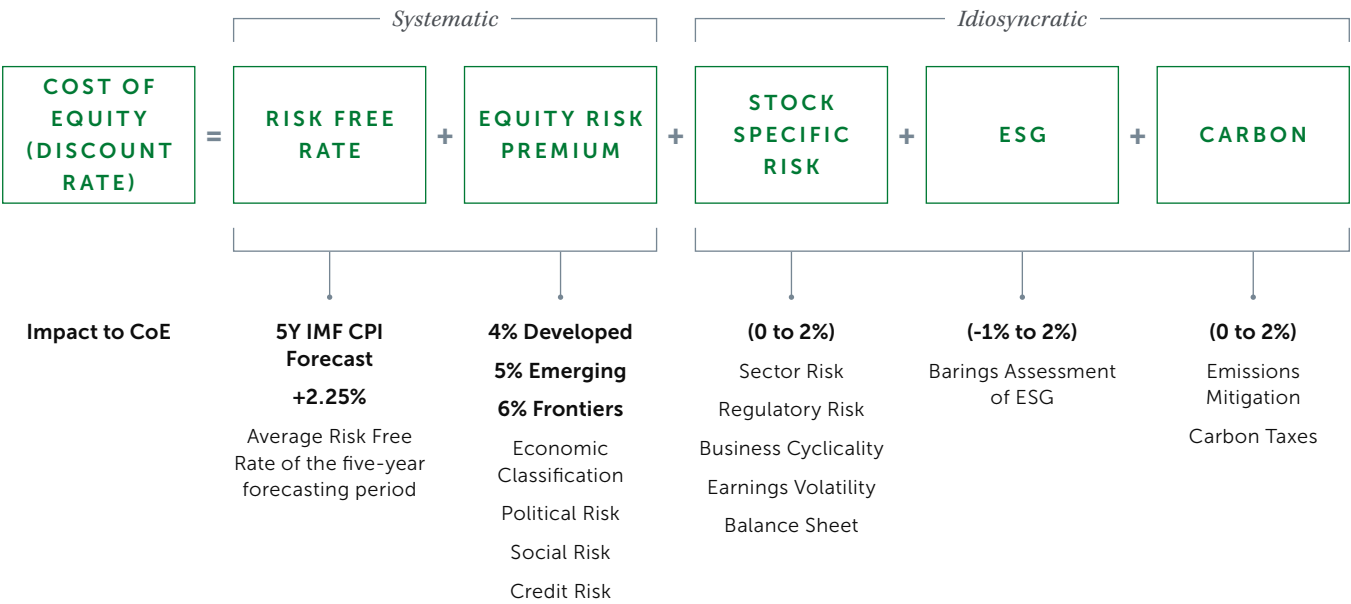 Systematic
Idiosyncratic
COST OF
EQUITY
(DISCOUNT
RATE)
=
RISK FREE
RATE
+
EQUITY RISK
PREMIUM
+
STOCK
SPECIFIC
RISK
+
ESG
+
CARBON
Impact to CoE
5Y IMF CPI
Forecast
+2.25%
Average Risk Free
Rate of the five-year
forecasting period
4% Developed
5% Emerging
6% Frontiers
Economic
Classification
Political Risk
Social Risk
Credit Risk
(0 to 2%)
Sector Risk
Regulatory Risk
Business Cyclicality
Earnings Volatility
Balance Sheet
(-1% to 2%)
Barings Assessment
of ESG
(0 to 2%)
Emissions
Mitigation
Carbon Taxes